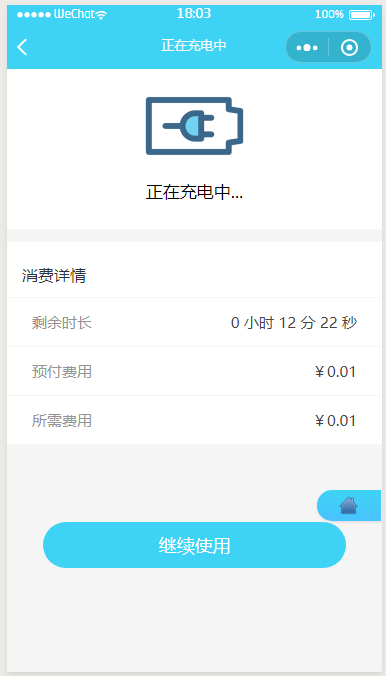 WeChat 18:03 100%
正在充电中
正在充电中...
消费详情
剩余时长 0 小时 12 分 22 秒
预付费用 ￥0.01
所需费用 ￥0.01
继续使用